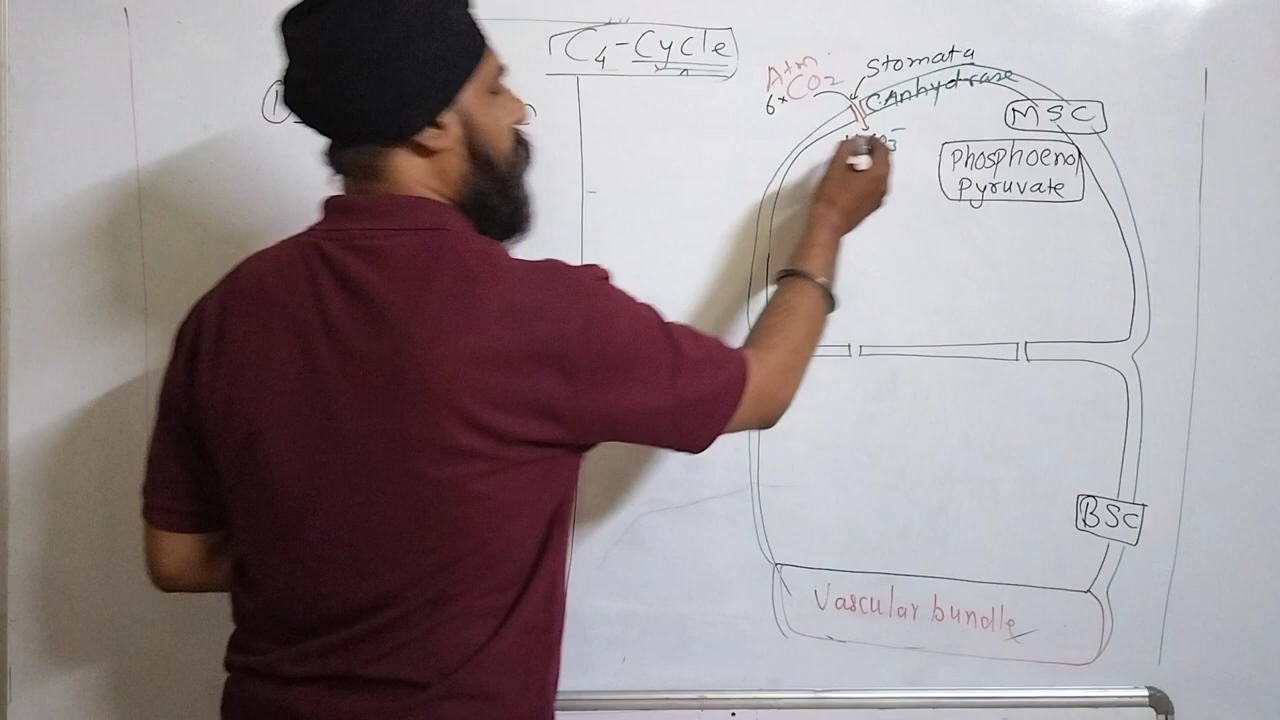 C4-Cycle
Atm
6×CO2
Stomata
C Anhydrase
MSC
Phosphoenol
Pyruvate
BSC
Vascular bundle